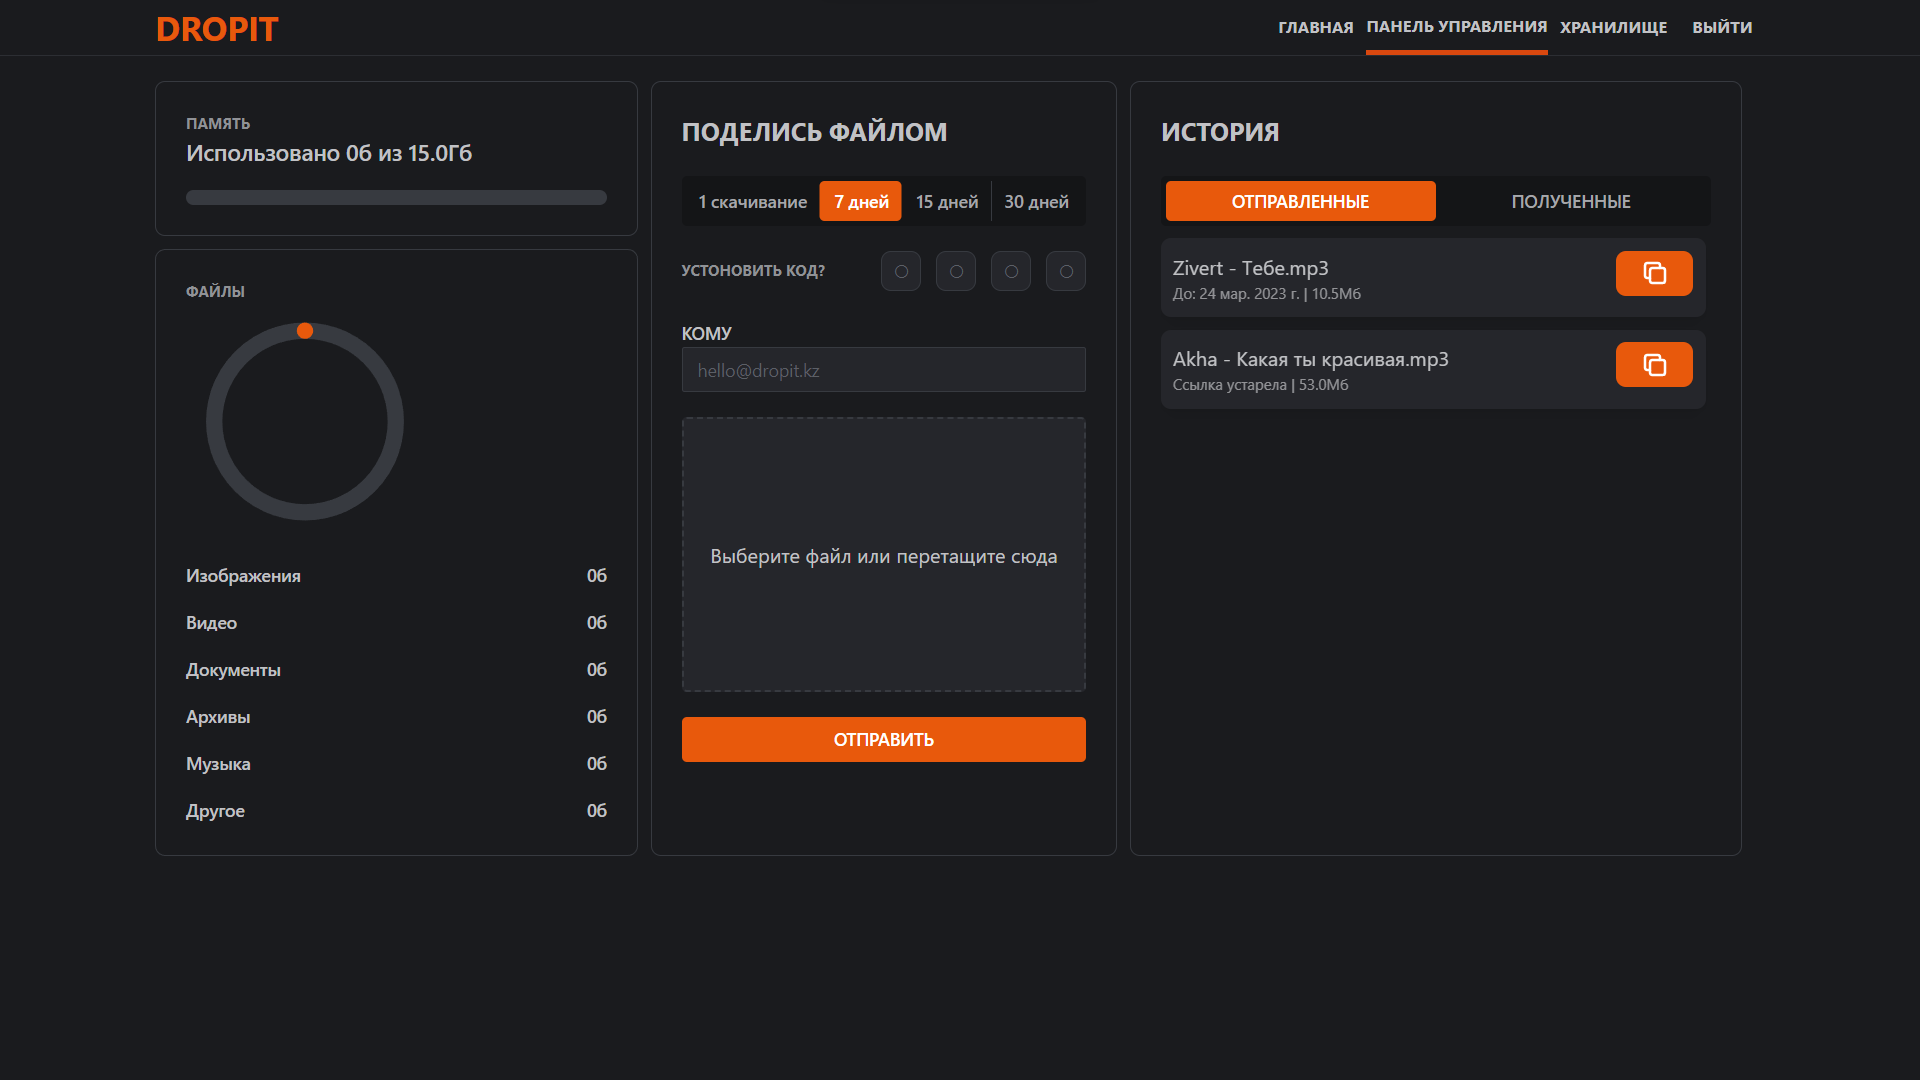 DROPIT
ГЛАВНАЯ
ПАНЕЛЬ УПРАВЛЕНИЯ
ХРАНИЛИЩЕ
ВЫЙТИ
ПАМЯТЬ
Использовано 0б из 15.0Гб
ФАЙЛЫ
Изображения 0б
Видео 0б
Документы 0б
Архивы 0б
Музыка 0б
Другое 0б
ПОДЕЛИСЬ ФАЙЛОМ
1 скачивание 7 дней 15 дней 30 дней
УСТОНОВИТЬ КОД?
КОМУ
hello@dropit.kz
Выберите файл или перетащите сюда
ОТПРАВИТЬ
ИСТОРИЯ
ОТПРАВЛЕННЫЕ ПОЛУЧЕННЫЕ
Zivert - Тебе.mp3
До: 24 мар. 2023 г. | 10.5Мб
Akha - Какая ты красивая.mp3
Ссылка устарела | 53.0Мб